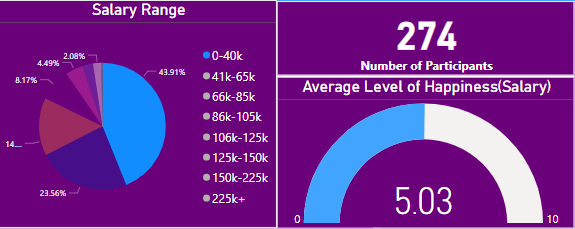 Salary Range
2.08%
4.49%
8.17%
14...
23.56%
43.91%
0-40k
41k-65k
66k-85k
86k-105k
106k-125k
125k-150k
150k-225k
225k+
274
Number of Participants
Average Level of Happiness(Salary)
5.03
0
10